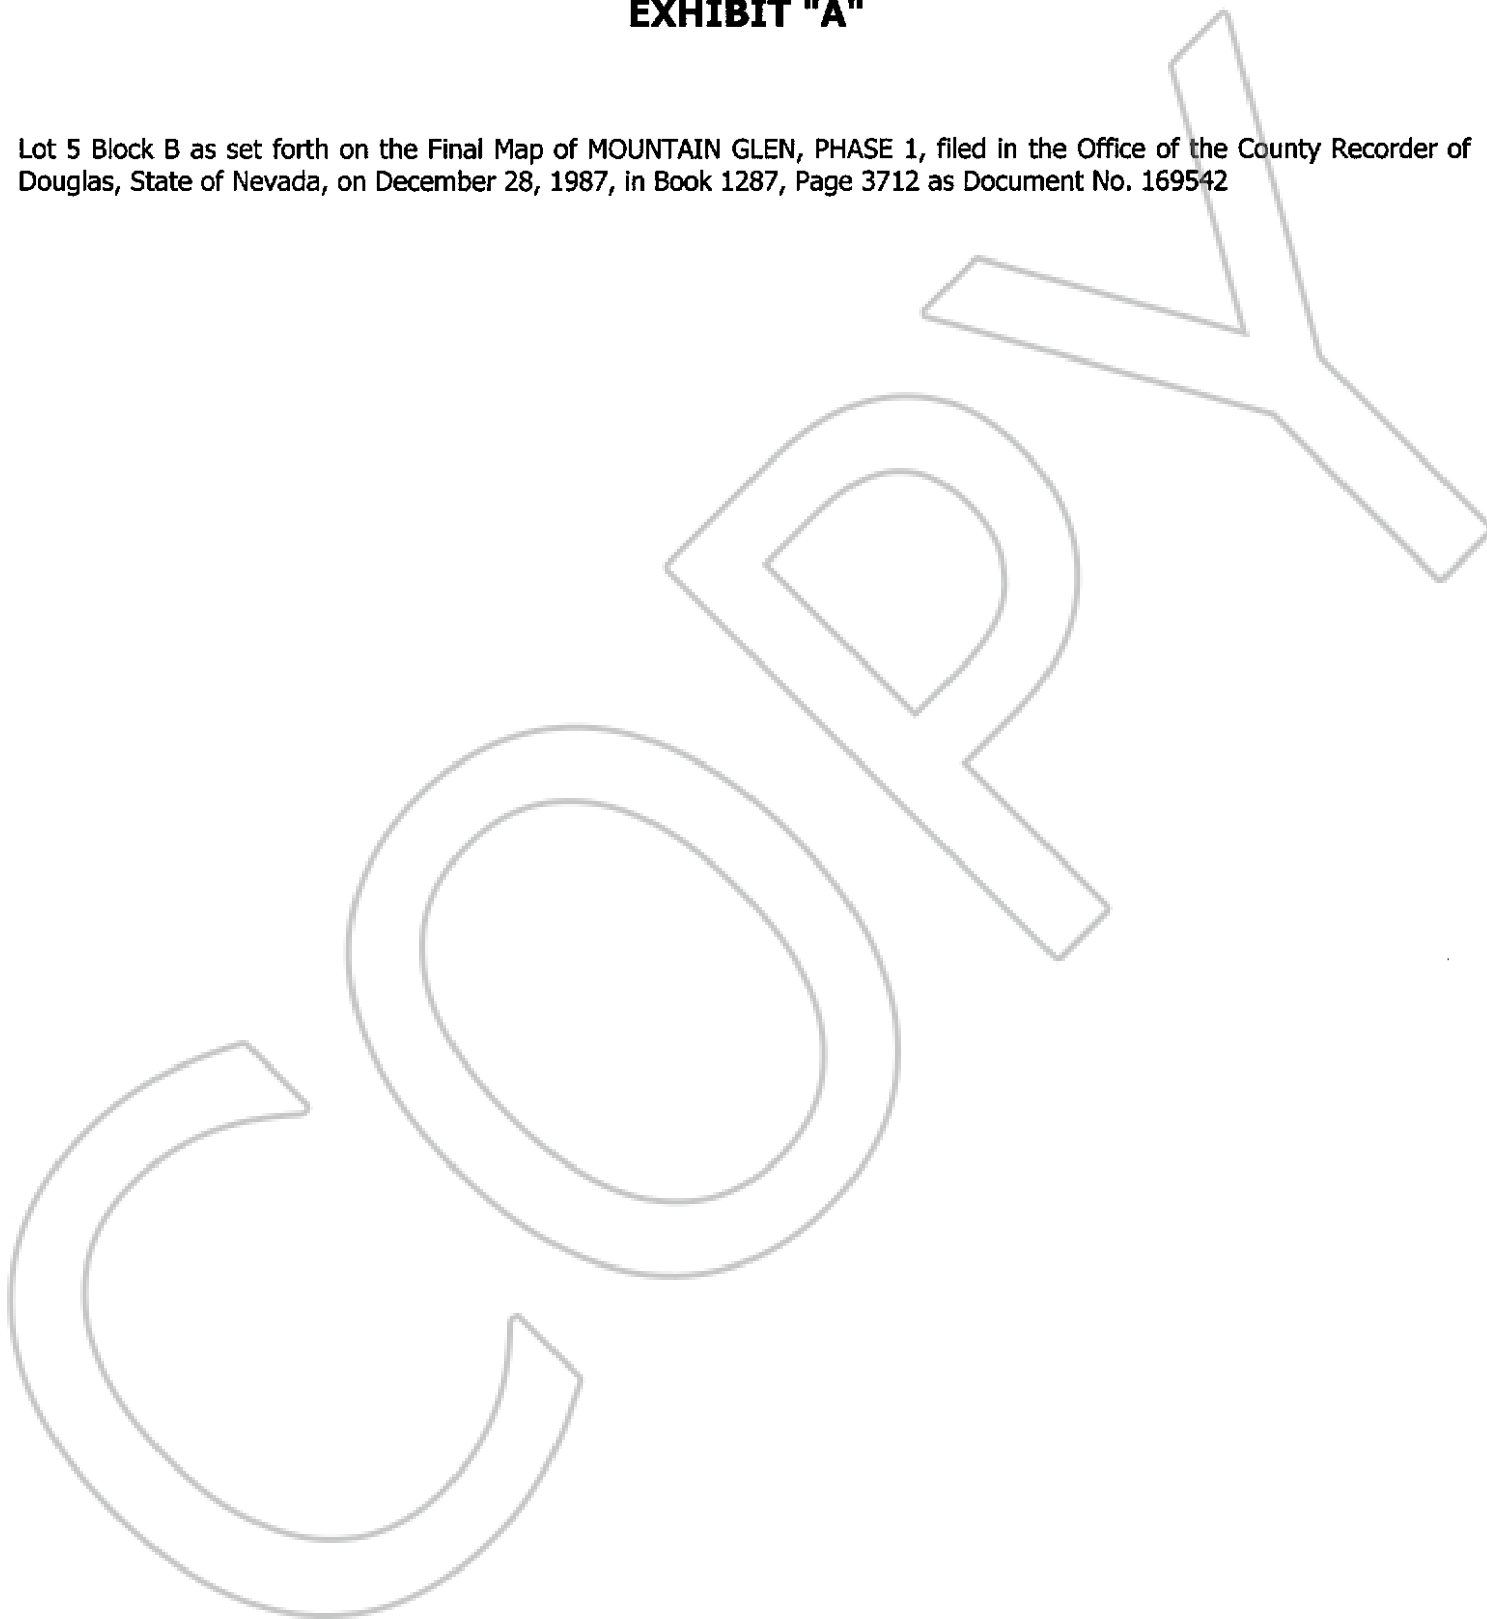 EXHIBIT "A"
Lot 5 Block B as set forth on the Final Map of MOUNTAIN GLEN, PHASE 1, filed in the Office of the County Recorder of
Douglas, State of Nevada, on December 28, 1987, in Book 1287, Page 3712 as Document No. 169542
COPY